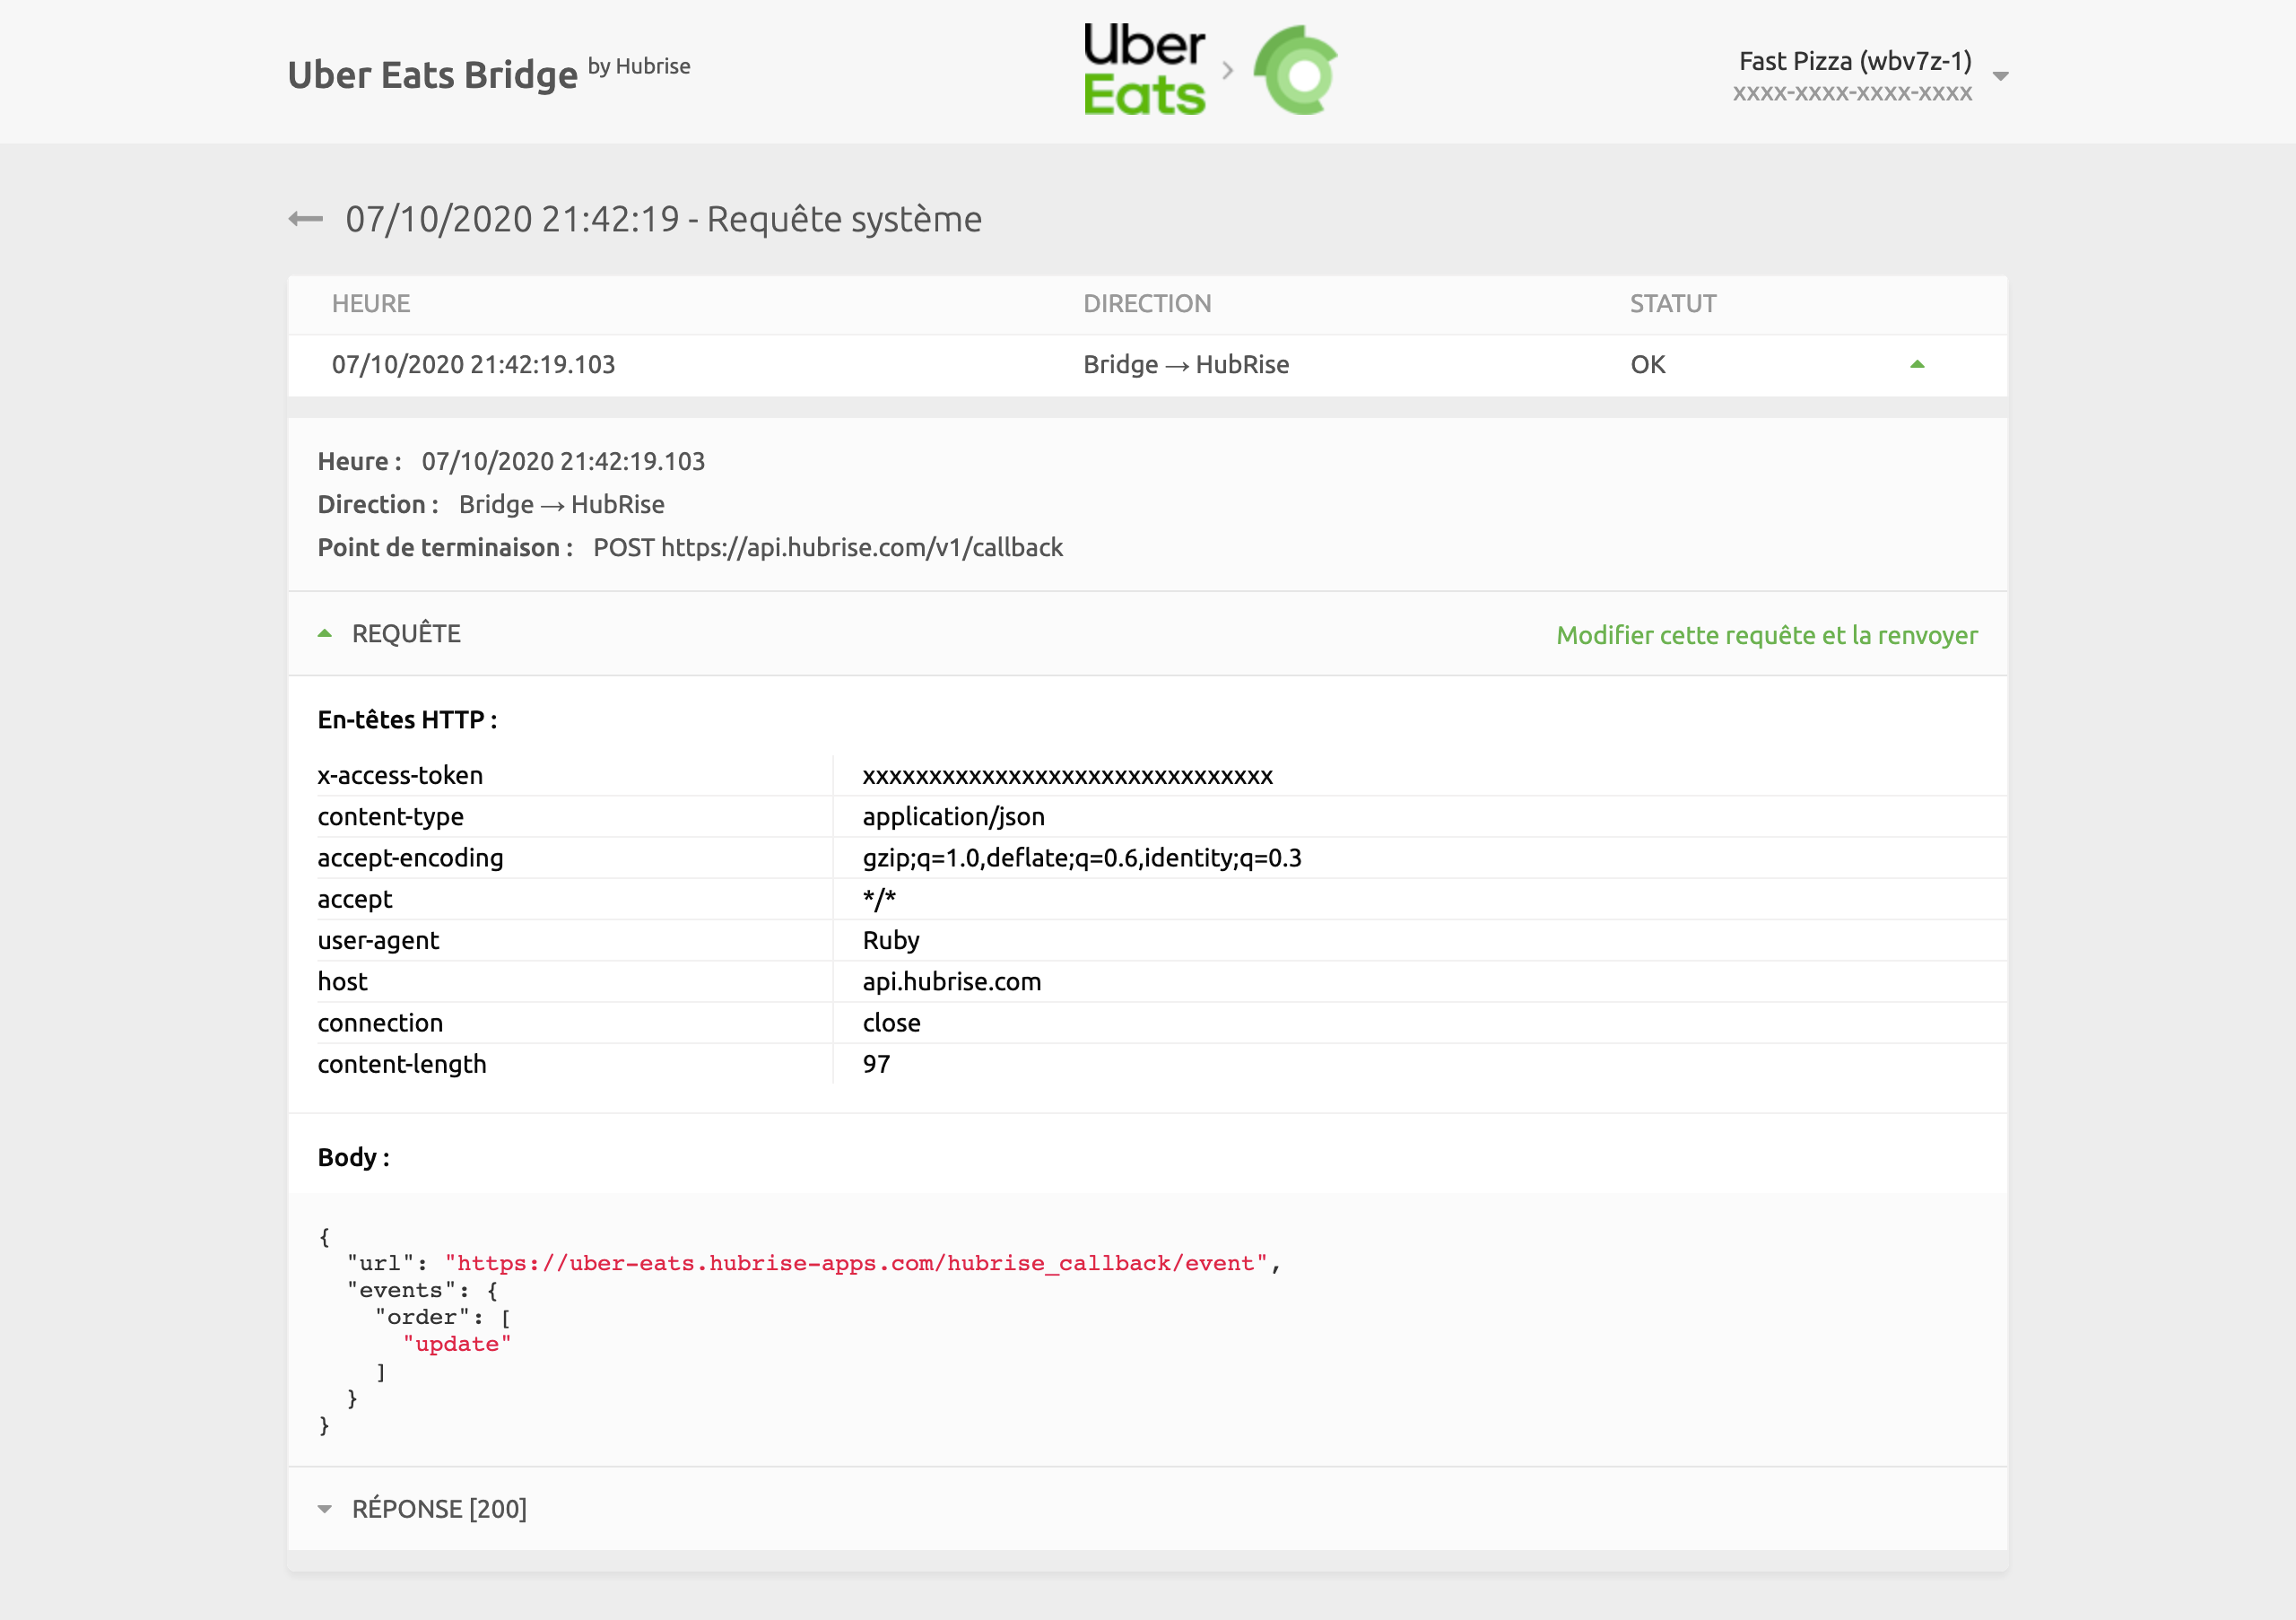 Uber Eats Bridge by Hubrise
Uber
Eats
Fast Pizza (wbv7z-1)
xxxx-xxxx-xxxx-xxxx
07/10/2020 21:42:19 - Requête système
HEURE DIRECTION STATUT
07/10/2020 21:42:19.103 Bridge → HubRise OK
Heure : 07/10/2020 21:42:19.103
Direction : Bridge → HubRise
Point de terminaison : POST https://api.hubrise.com/v1/callback
REQUÊTE Modifier cette requête et la renvoyer
En-têtes HTTP :
x-access-token xxxxxxxxxxxxxxxxxxxxxxxxxxxxxxx
content-type application/json
accept-encoding gzip;q=1.0,deflate;q=0.6,identity;q=0.3
accept */*
user-agent Ruby
host api.hubrise.com
connection close
content-length 97
Body :
{
"url": "https://uber-eats.hubrise-apps.com/hubrise_callback/event",
"events": {
"order": [
"update"
]
}
}
RÉPONSE [200]